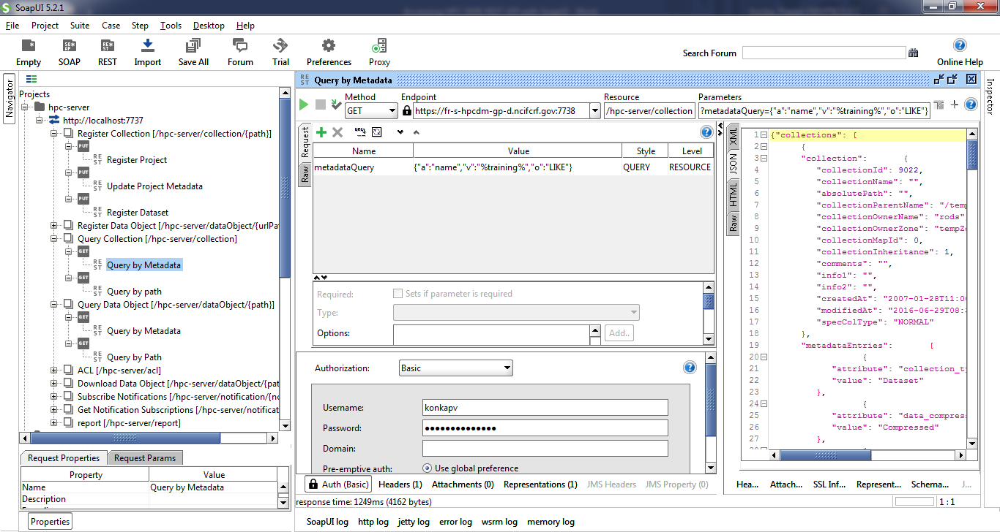 SoapUI 5.2.1
File Project Suite Case Step Tools Desktop Help
Empty SOAP REST Import Save All Forum Trial Preferences Proxy
Search Forum
Online Help
Navigator
Projects
hpc-server
http://localhost:7737
Register Collection [/hpc-server/collection/{path}]
PUT
REST Register Project
PUT
REST Update Project Metadata
PUT
REST Register Dataset
Register Data Object [/hpc-server/dataObject/{urlPat
Query Collection [/hpc-server/collection]
GET
REST Query by Metadata
GET
REST Query by path
Query Data Object [/hpc-server/dataObject/{path}]
GET
REST Query by Metadata
GET
REST Query by Path
ACL [/hpc-server/acl]
Download Data Object [/hpc-server/dataObject/{pat
Subscribe Notifications [/hpc-server/notification/{no
Get Notification Subscriptions [/hpc-server/notificat
report [/hpc-server/report]
Request Properties Request Params
Property Value
Name Query by Metadata
Description
Properties
REST Query by Metadata
Method Endpoint Resource Parameters
GET https://fr-s-hpcdm-gp-d.ncifcrf.gov:7738 /hpc-server/collection ?metadataQuery={"a":"name","v":"%training%","o":"LIKE"}
Request
Raw
Name Value Style Level
metadataQuery {"a":"name","v":"%training%","o":"LIKE"} QUERY RESOURCE
Required: Sets if parameter is required
Type:
Options: Add..
Authorization: Basic
Username: konkapv
Password: ••••••••••••••
Domain:
Pre-emptive auth: Use global preference
Auth (Basic) Headers (1) Attachments (0) Representations (1) JMS Headers JMS Property (0)
response time: 1249ms (4162 bytes)
SoapUI log http log jetty log error log wsrm log memory log
XML
JSON
HTML
Raw
1 {"collections": [
2 {
3 "collection": {
4 "collectionId": 9022,
5 "collectionName": "",
6 "absolutePath": "",
7 "collectionParentName": "/temp
8 "collectionOwnerName": "rods"
9 "collectionOwnerZone": "tempZ
10 "collectionMapId": 0,
11 "collectionInheritance": 1,
12 "comments": "",
13 "info1": "",
14 "info2": "",
15 "createdAt": "2007-01-28T11:0
16 "modifiedAt": "2016-06-29T08:
17 "specColType": "NORMAL"
18 },
19 "metadataEntries": [
20 {
21 "attribute": "collection_ty
22 "value": "Dataset"
23 },
24 {
25 "attribute": "data_compress
26 "value": "Compressed"
27 },
Hea... Attach... SSL Inf... Represent... Schema... J...
1 : 1
Inspector